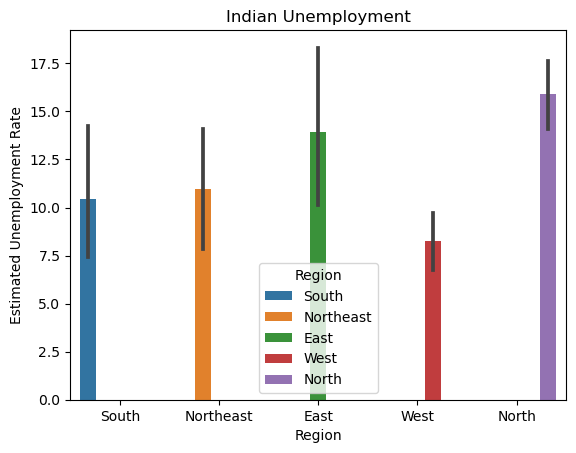 Indian Unemployment
Estimated Unemployment Rate
17.5
15.0
12.5
10.0
7.5
5.0
2.5
0.0
Region
South
Northeast
East
West
North
South Northeast East West North
Region